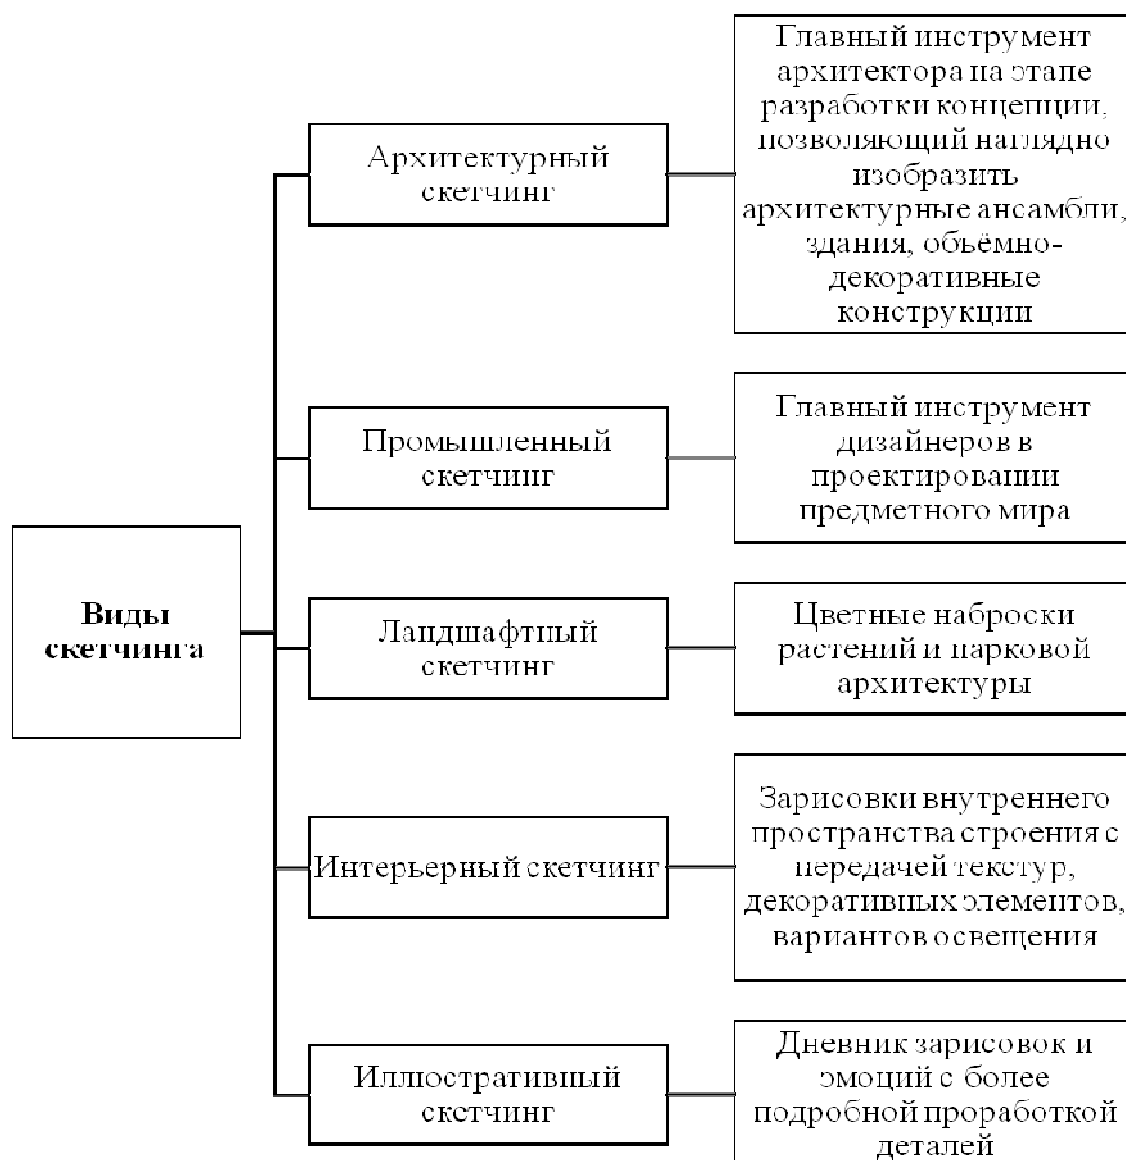 Виды
скетчинга
Архитектурный
скетчинг
Главный инструмент
архитектора на этапе
разработки концепции,
позволяющий наглядно
изобразить
архитектурные ансамбли,
здания, объёмно-
декоративные
конструкции
Промышленный
скетчинг
Главный инструмент
дизайнеров в
проектировании
предметного мира
Ландшафтный
скетчинг
Цветные наброски
растений и парковой
архитектуры
Интерьерный скетчинг
Зарисовки внутреннего
пространства строения с
передачей текстур,
декоративных элементов,
вариантов освещения
Иллюстративный
скетчинг
Дневник зарисовок и
эмоций с более
подробной проработкой
деталей